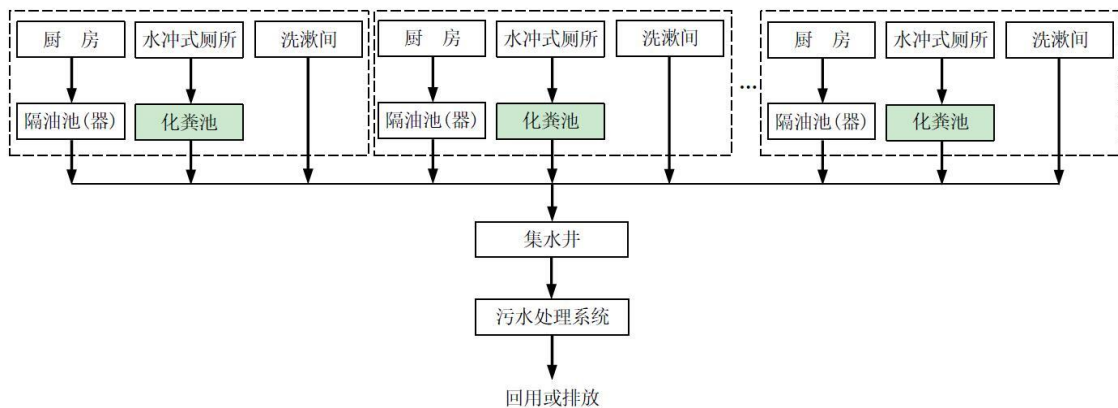 厨 房 水冲式厕所 洗漱间 厨 房 水冲式厕所 洗漱间 厨 房 水冲式厕所 洗漱间
…
隔油池(器) 化粪池 隔油池(器) 化粪池 隔油池(器) 化粪池
集水井
污水处理系统
回用或排放